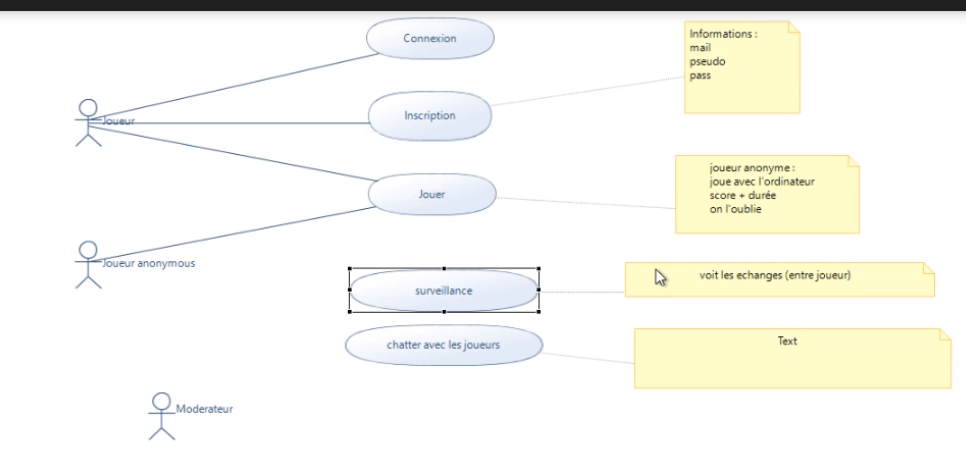 Connexion
Informations :
mail
pseudo
pass
Inscription
Joueur
joueur anonyme :
joue avec l'ordinateur
score + durée
on l'oublie
Jouer
Joueur anonymous
voit les echanges (entre joueur)
surveillance
Text
chatter avec les joueurs
Moderateur